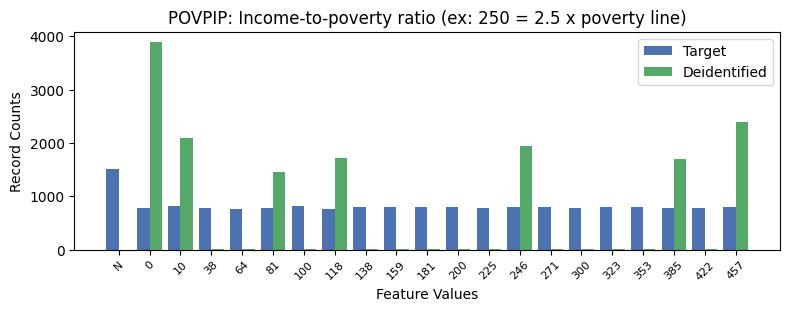 POVPIP: Income-to-poverty ratio (ex: 250 = 2.5 x poverty line)
Target
Deidentified
Record Counts
4000
3000
2000
1000
0
N 0 10 38 64 81 100 118 138 159 181 200 225 246 271 300 323 353 385 422 457
Feature Values